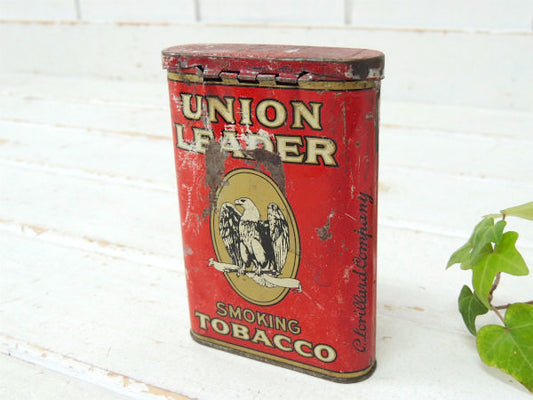 UNION
LEADER
SMOKING
TOBACCO
P. Lorillard Company